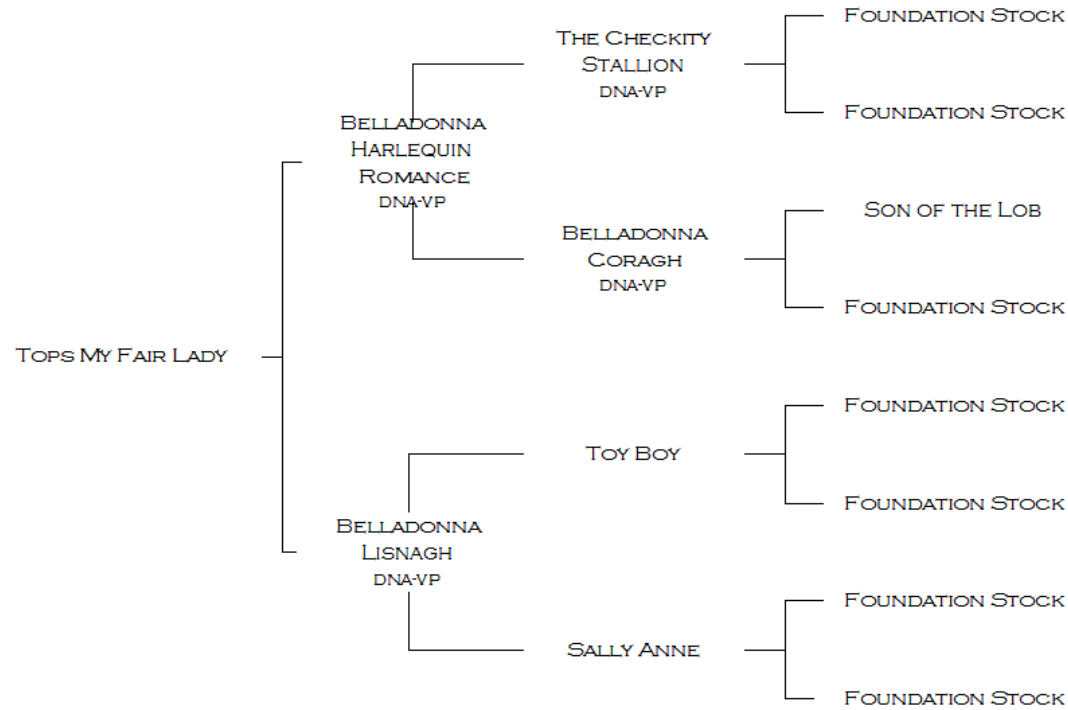 Foundation Stock
The Checkity
Stallion
DNA-VP
Foundation Stock
Belladonna
Harlequin
Romance
DNA-VP
Son of the Lob
Belladonna
Coragh
DNA-VP
Foundation Stock
Tops My Fair Lady
Foundation Stock
Toy Boy
Foundation Stock
Belladonna
Lisnagh
DNA-VP
Foundation Stock
Sally Anne
Foundation Stock